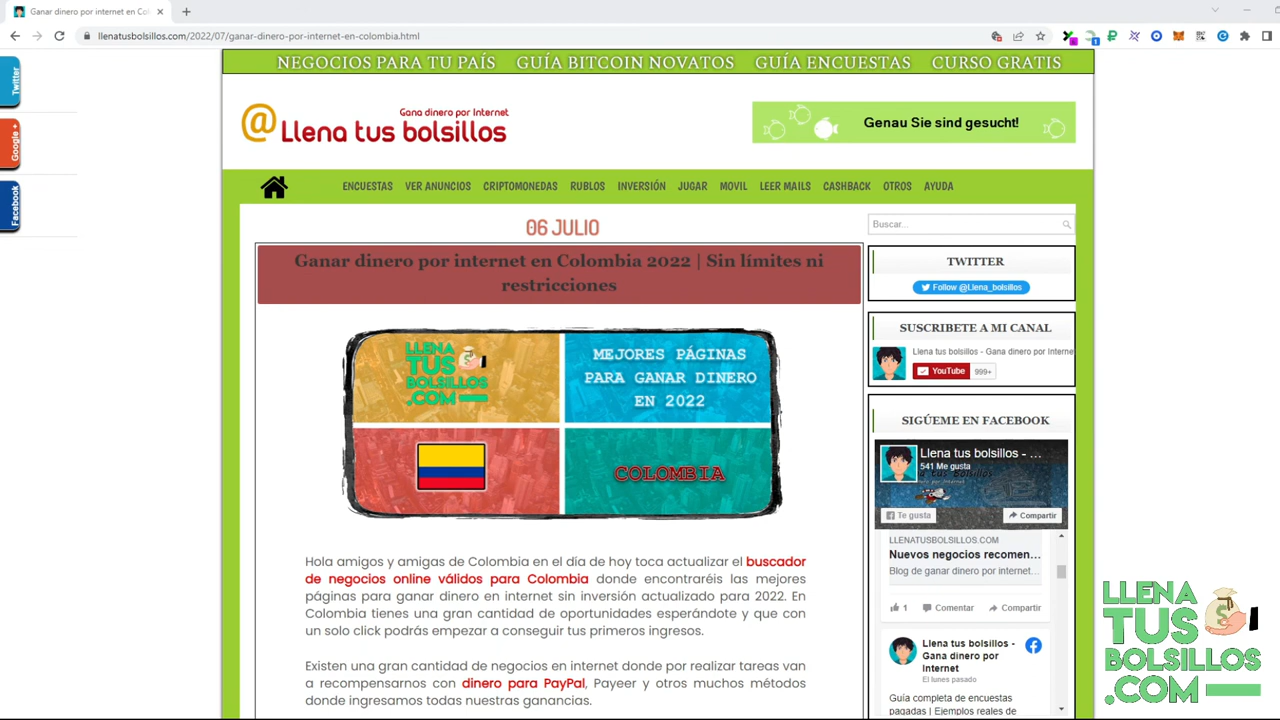 Ganar dinero por internet en Co
llenatusbolsillos.com/2022/07/ganar-dinero-por-internet-en-colombia.html
NEGOCIOS PARA TU PAÍS GUÍA BITCOIN NOVATOS GUÍA ENCUESTAS CURSO GRATIS
Twitter
Google +
Facebook
Gana dinero por Internet
@Llena tus bolsillos
Genau Sie sind gesucht!
ENCUESTAS VER ANUNCIOS CRIPTOMONEDAS RUBLOS INVERSIÓN JUGAR MOVIL LEER MAILS CASHBACK OTROS AYUDA
06 JULIO
Ganar dinero por internet en Colombia 2022 | Sin límites ni
restricciones
LLENA
TUS
BOLSILLOS
.COM
MEJORES PÁGINAS
PARA GANAR DINERO
EN 2022
COLOMBIA
Hola amigos y amigas de Colombia en el día de hoy toca actualizar el buscador
de negocios online válidos para Colombia donde encontraréis las mejores
páginas para ganar dinero en internet sin inversión actualizado para 2022. En
Colombia tienes una gran cantidad de oportunidades esperándote y que con
un solo click podrás empezar a conseguir tus primeros ingresos.
Existen una gran cantidad de negocios en internet donde por realizar tareas van
a recompensarnos con dinero para PayPal, Payeer y otros muchos métodos
donde ingresamos todas nuestras ganancias.
Buscar...
TWITTER
Follow @Llena_bolsillos
SUSCRIBETE A MI CANAL
Llena tus bolsillos - Gana dinero por Interne
YouTube 999+
SIGÚEME EN FACEBOOK
Llena tus bolsillos - ...
541 Me gusta
Te gusta
Compartir
LLENATUSBOLSILLOS.COM
Nuevos negocios recomen...
Blog de ganar dinero por internet...
1 Comentar Compartir
Llena tus bolsillos -
Gana dinero por
Internet
El lunes pasado
Guía completa de encuestas
pagadas | Ejemplos reales de
LLENA
TUS
BOLSILLOS
.COM